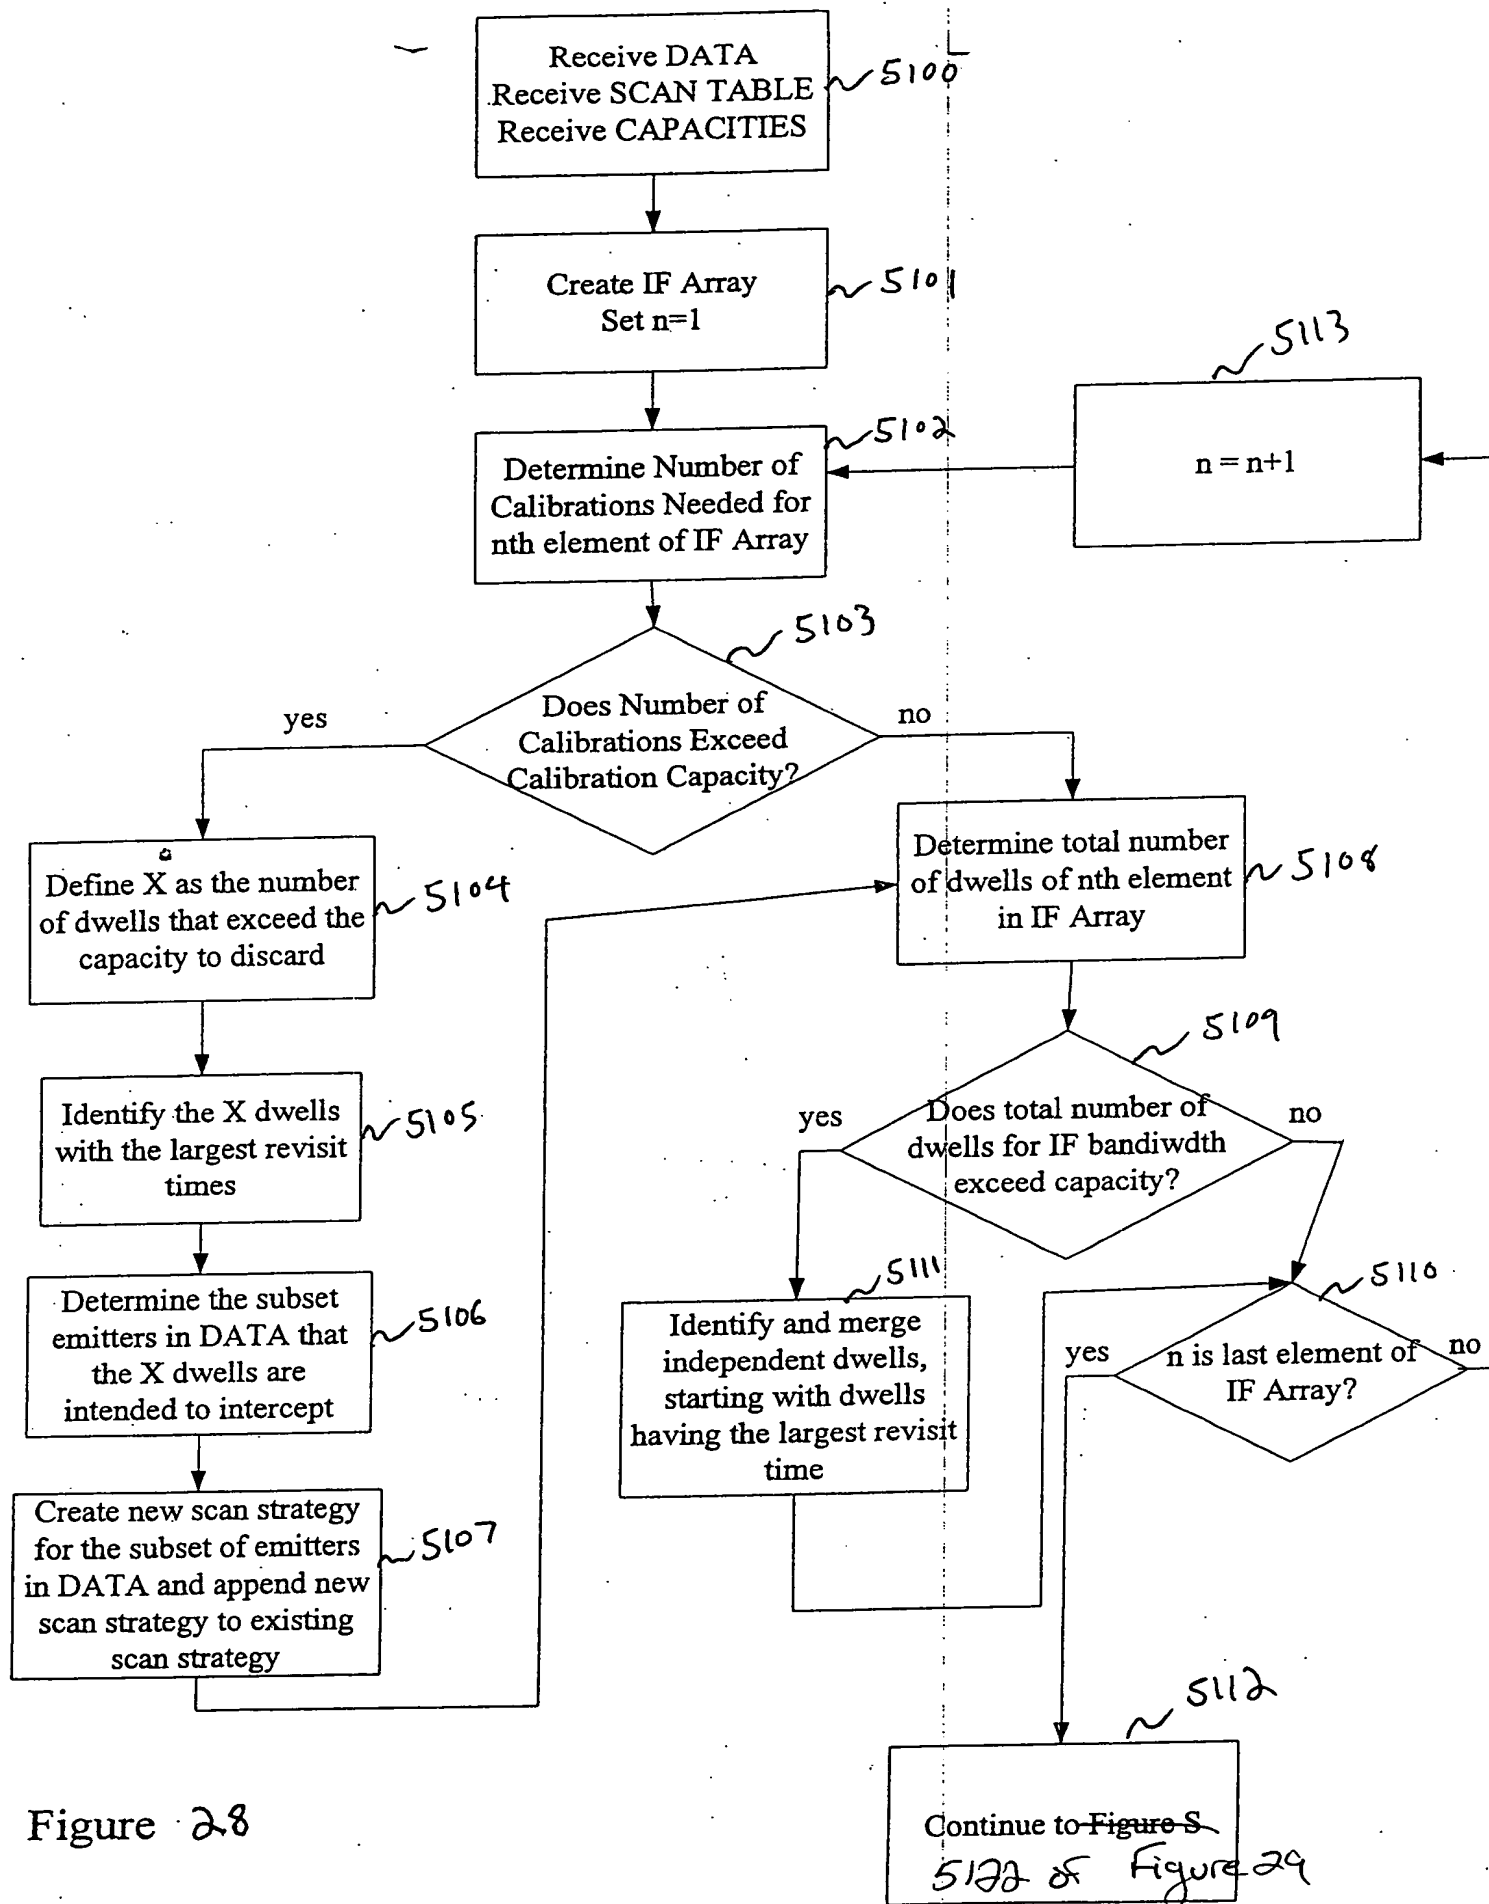 Receive DATA
Receive SCAN TABLE
Receive CAPACITIES
5100
Create IF Array
Set n=1
5101
5113
n = n+1
5102
Determine Number of
Calibrations Needed for
nth element of IF Array
5103
Does Number of
Calibrations Exceed
Calibration Capacity?
yes
no
Define X as the number
of dwells that exceed the
capacity to discard
5104
Determine total number
of dwells of nth element
in IF Array
5108
Identify the X dwells
with the largest revisit
times
5105
5109
Does total number of
dwells for IF bandiwdth
exceed capacity?
yes
no
Determine the subset
emitters in DATA that
the X dwells are
intended to intercept
5106
5111
Identify and merge
independent dwells,
starting with dwells
having the largest revisit
time
5110
n is last element of
IF Array?
yes
no
Create new scan strategy
for the subset of emitters
in DATA and append new
scan strategy to existing
scan strategy
5107
5112
Continue to Figure S
5122 of Figure 29
Figure 28